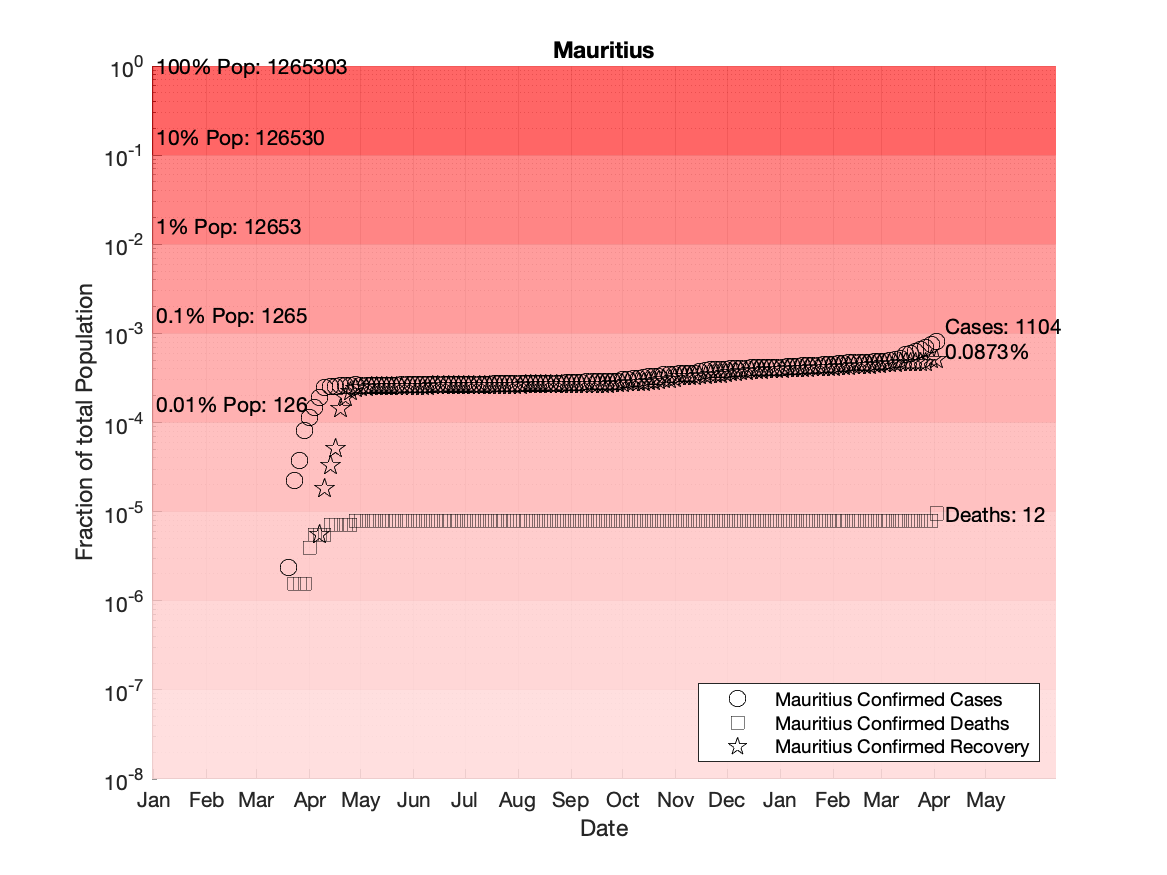 Mauritius
10^0
100% Pop: 1265303
10% Pop: 126530
10^-1
1% Pop: 12653
10^-2
0.1% Pop: 1265
10^-3
Cases: 1104
0.0873%
0.01% Pop: 126
10^-4
10^-5
Deaths: 12
10^-6
10^-7
10^-8
Fraction of total Population
Mauritius Confirmed Cases
Mauritius Confirmed Deaths
Mauritius Confirmed Recovery
Jan Feb Mar Apr May Jun Jul Aug Sep Oct Nov Dec Jan Feb Mar Apr May
Date